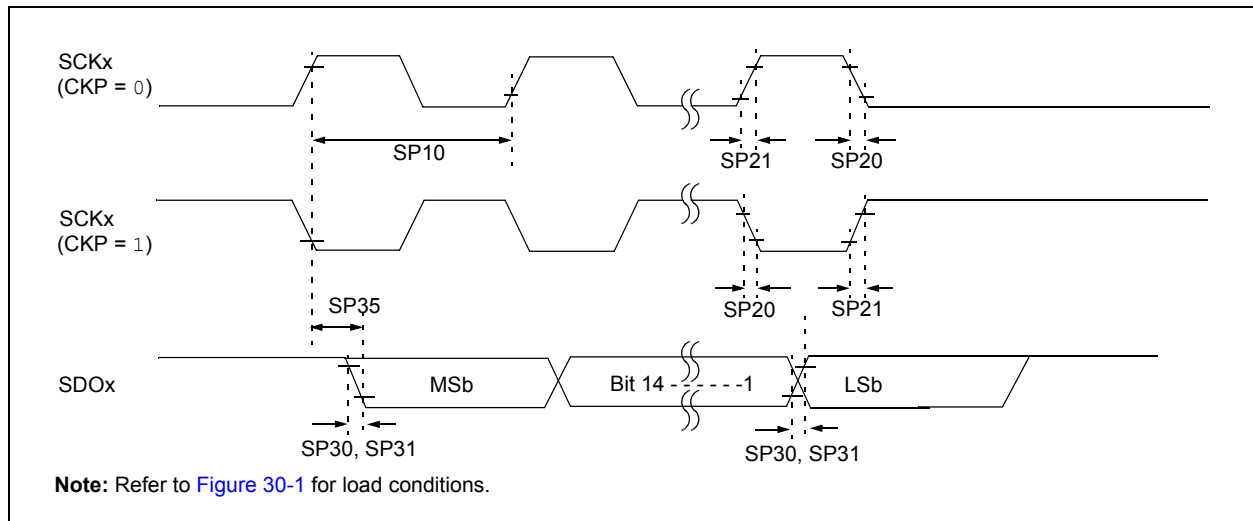 SCKx
(CKP = 0)
SP10
SP21
SP20
SCKx
(CKP = 1)
SP35
SP20
SP21
SDOx
MSb
Bit 14 - - - - - -1
LSb
SP30, SP31
SP30, SP31
Note: Refer to Figure 30-1 for load conditions.